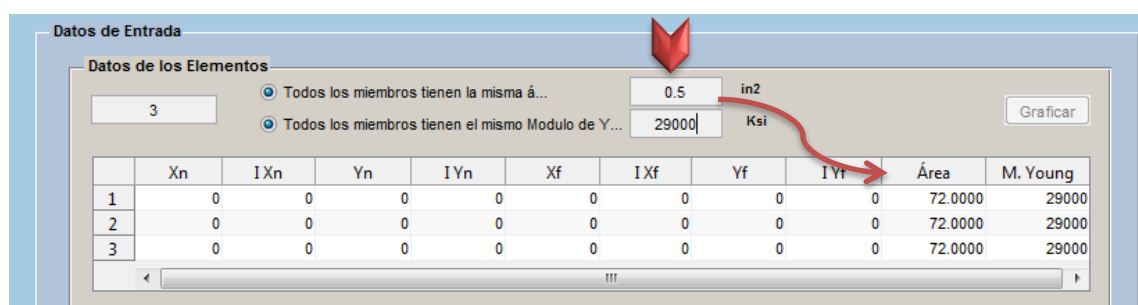 Datos de Entrada
Datos de los Elementos
3
Todos los miembros tienen la misma á...
0.5
in2
Todos los miembros tienen el mismo Modulo de Y...
29000
Ksi
Graficar
Xn I Xn Yn I Yn Xf I Xf Yf I Yf Área M. Young
1 0 0 0 0 0 0 0 0 72.0000 29000
2 0 0 0 0 0 0 0 0 72.0000 29000
3 0 0 0 0 0 0 0 0 72.0000 29000